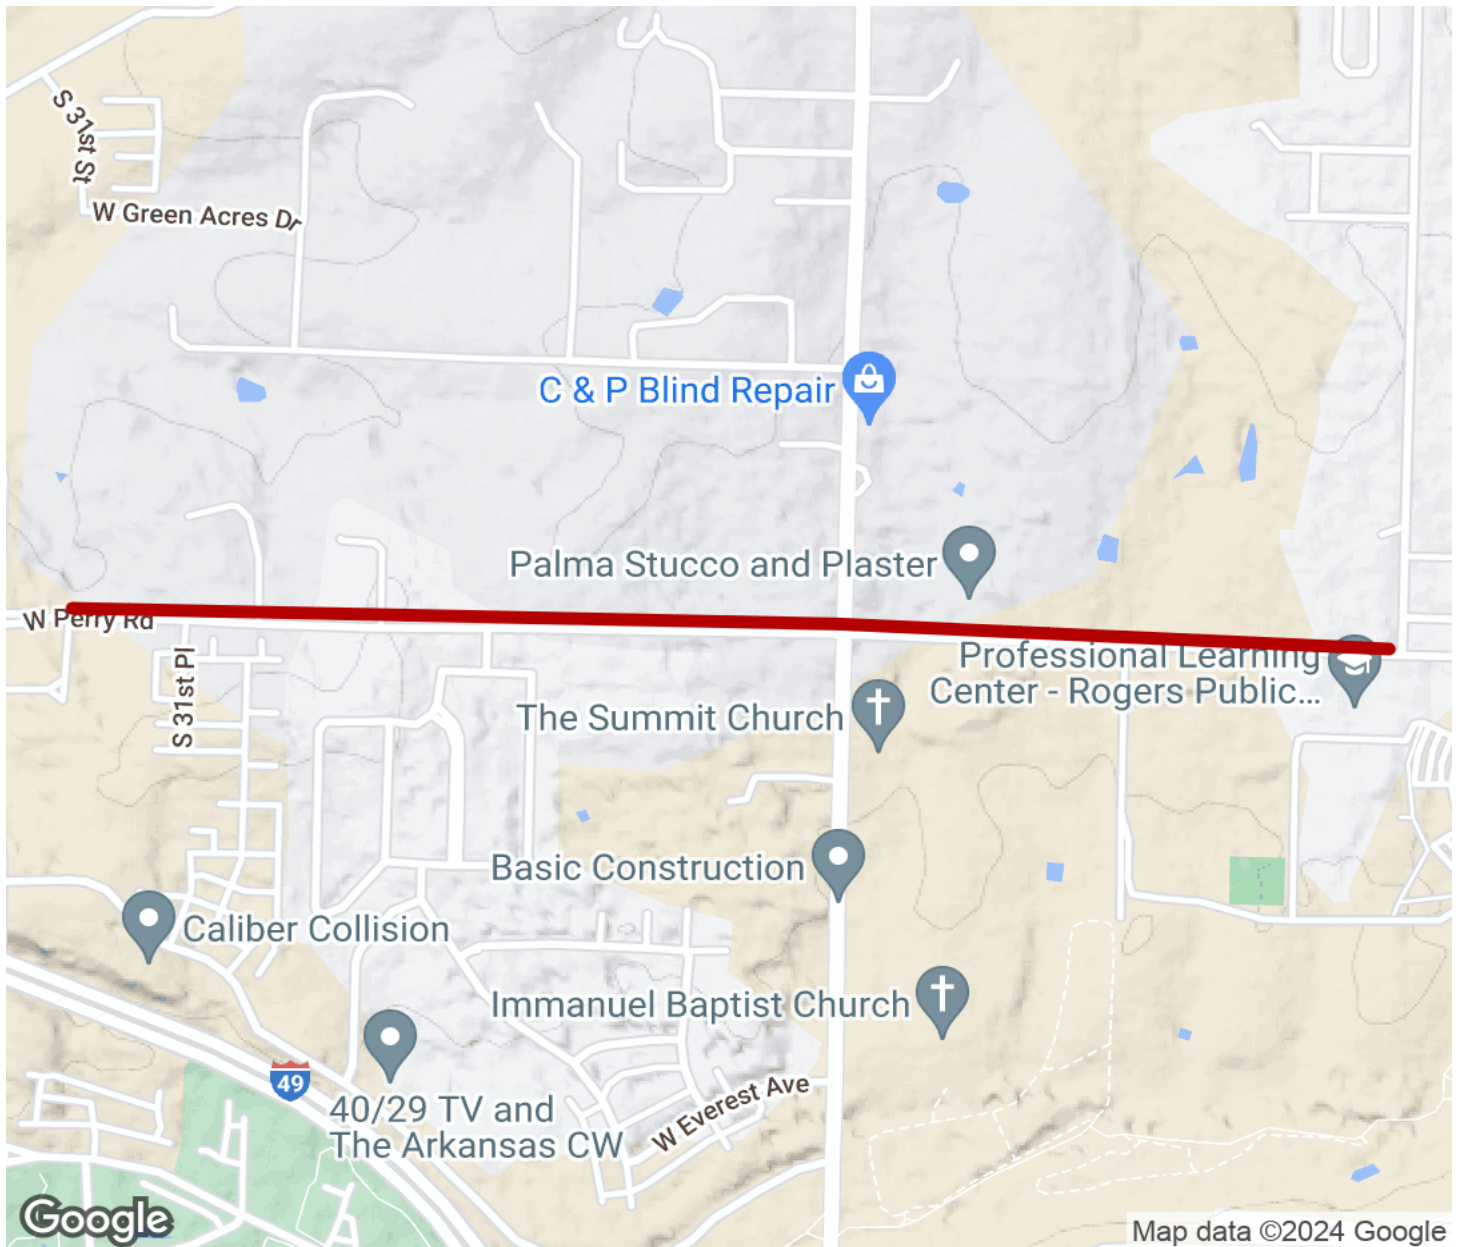 S 31st St
W Green Acres Dr
C & P Blind Repair
Palma Stucco and Plaster
W Perry Rd
Professional Learning
Center - Rogers Public...
S 31st Pl
The Summit Church
Basic Construction
Caliber Collision
Immanuel Baptist Church
49
40/29 TV and
The Arkansas CW
W Everest Ave
Google
Map data ©2024 Google